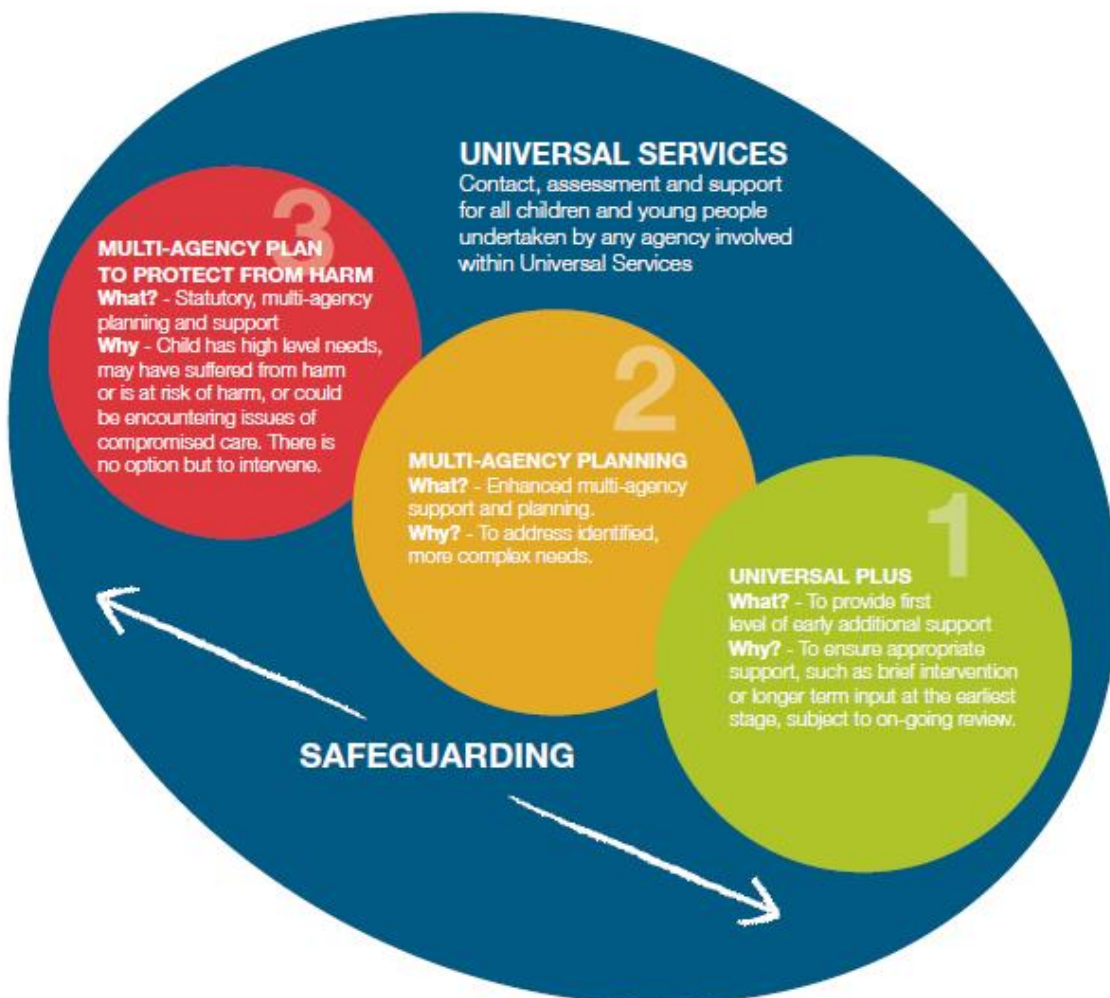 UNIVERSAL SERVICES
Contact, assessment and support
for all children and young people
undertaken by any agency involved
within Universal Services
3
MULTI-AGENCY PLAN
TO PROTECT FROM HARM
What? - Statutory, multi-agency
planning and support
Why - Child has high level needs,
may have suffered from harm
or is at risk of harm, or could
be encountering issues of
compromised care. There is
no option but to intervene.
2
MULTI-AGENCY PLANNING
What? - Enhanced multi-agency
support and planning.
Why? - To address identified,
more complex needs.
1
UNIVERSAL PLUS
What? - To provide first
level of early additional support
Why? - To ensure appropriate
support, such as brief intervention
or longer term input at the earliest
stage, subject to on-going review.
SAFEGUARDING